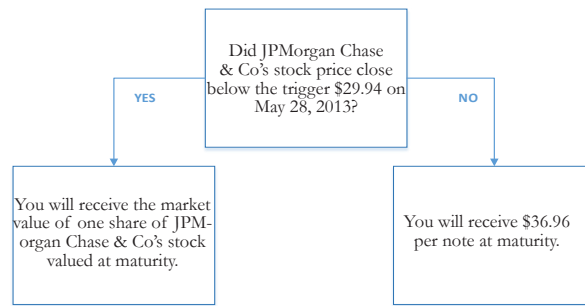 Did JPMorgan Chase
& Co’s stock price close
below the trigger $29.94 on
May 28, 2013?
YES
NO
You will receive the market
value of one share of JPM-
organ Chase & Co’s stock
valued at maturity.
You will receive $36.96
per note at maturity.